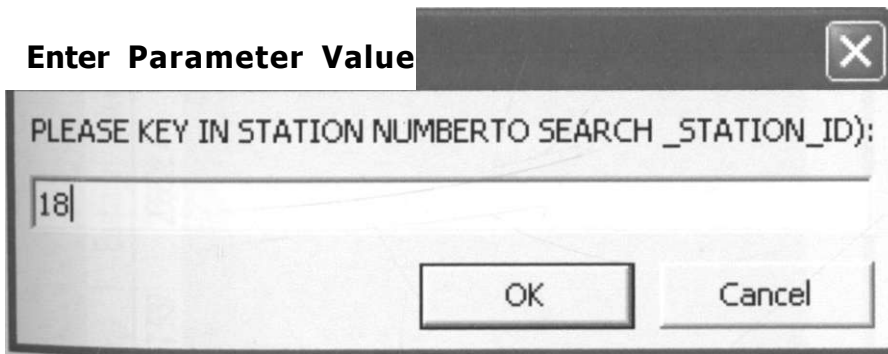 Enter Parameter Value
PLEASE KEY IN STATION NUMBERTO SEARCH _STATION_ID):
18
OK
Cancel